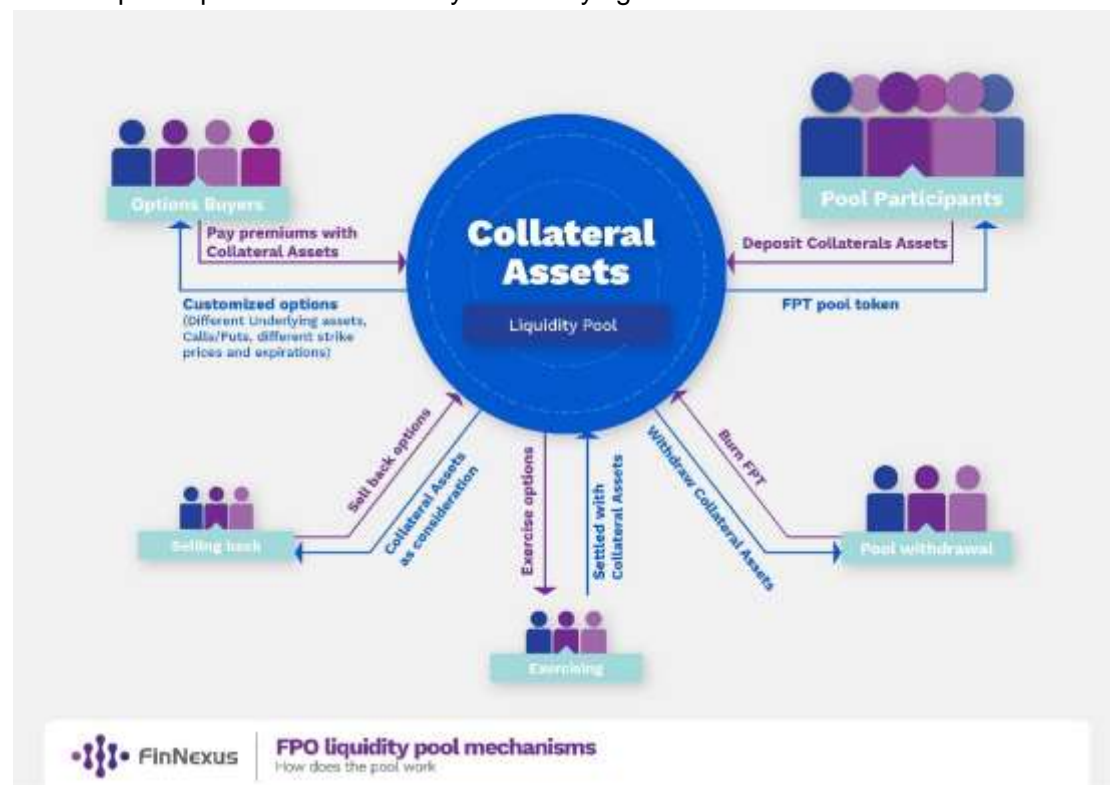 Options Buyers
Pool Participants
Pay premiums with
Collateral Assets
Customized options
(Different Underlying assets,
Calls/Puts, different strike
prices and expirations)
Collateral
Assets
Liquidity Pool
Deposit Collaterals Assets
FPT pool token
Sell back options
Collateral Assets
as consideration
Selling back
Exercise options
Settled with
Collateral Assets
Exercising
Withdraw Collateral Assets
Burn FPT
Pool withdrawal
FinNexus
FPO liquidity pool mechanisms
How does the pool work